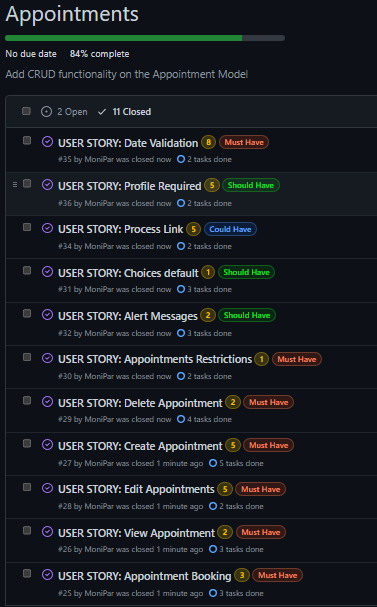 Appointments
No due date 84% complete
Add CRUD functionality on the Appointment Model
2 Open 11 Closed
USER STORY: Date Validation 8 Must Have
#35 by MoniPar was closed now 2 tasks done
USER STORY: Profile Required 5 Should Have
#36 by MoniPar was closed now 2 tasks done
USER STORY: Process Link 5 Could Have
#34 by MoniPar was closed now 2 tasks done
USER STORY: Choices default 1 Should Have
#31 by MoniPar was closed now 3 tasks done
USER STORY: Alert Messages 2 Should Have
#32 by MoniPar was closed now 3 tasks done
USER STORY: Appointments Restrictions 1 Must Have
#30 by MoniPar was closed now 2 tasks done
USER STORY: Delete Appointment 2 Must Have
#29 by MoniPar was closed now 4 tasks done
USER STORY: Create Appointment 5 Must Have
#27 by MoniPar was closed 1 minute ago 5 tasks done
USER STORY: Edit Appointments 5 Must Have
#28 by MoniPar was closed 1 minute ago 2 tasks done
USER STORY: View Appointment 2 Must Have
#26 by MoniPar was closed 1 minute ago 3 tasks done
USER STORY: Appointment Booking 3 Must Have
#25 by MoniPar was closed 1 minute ago 3 tasks done